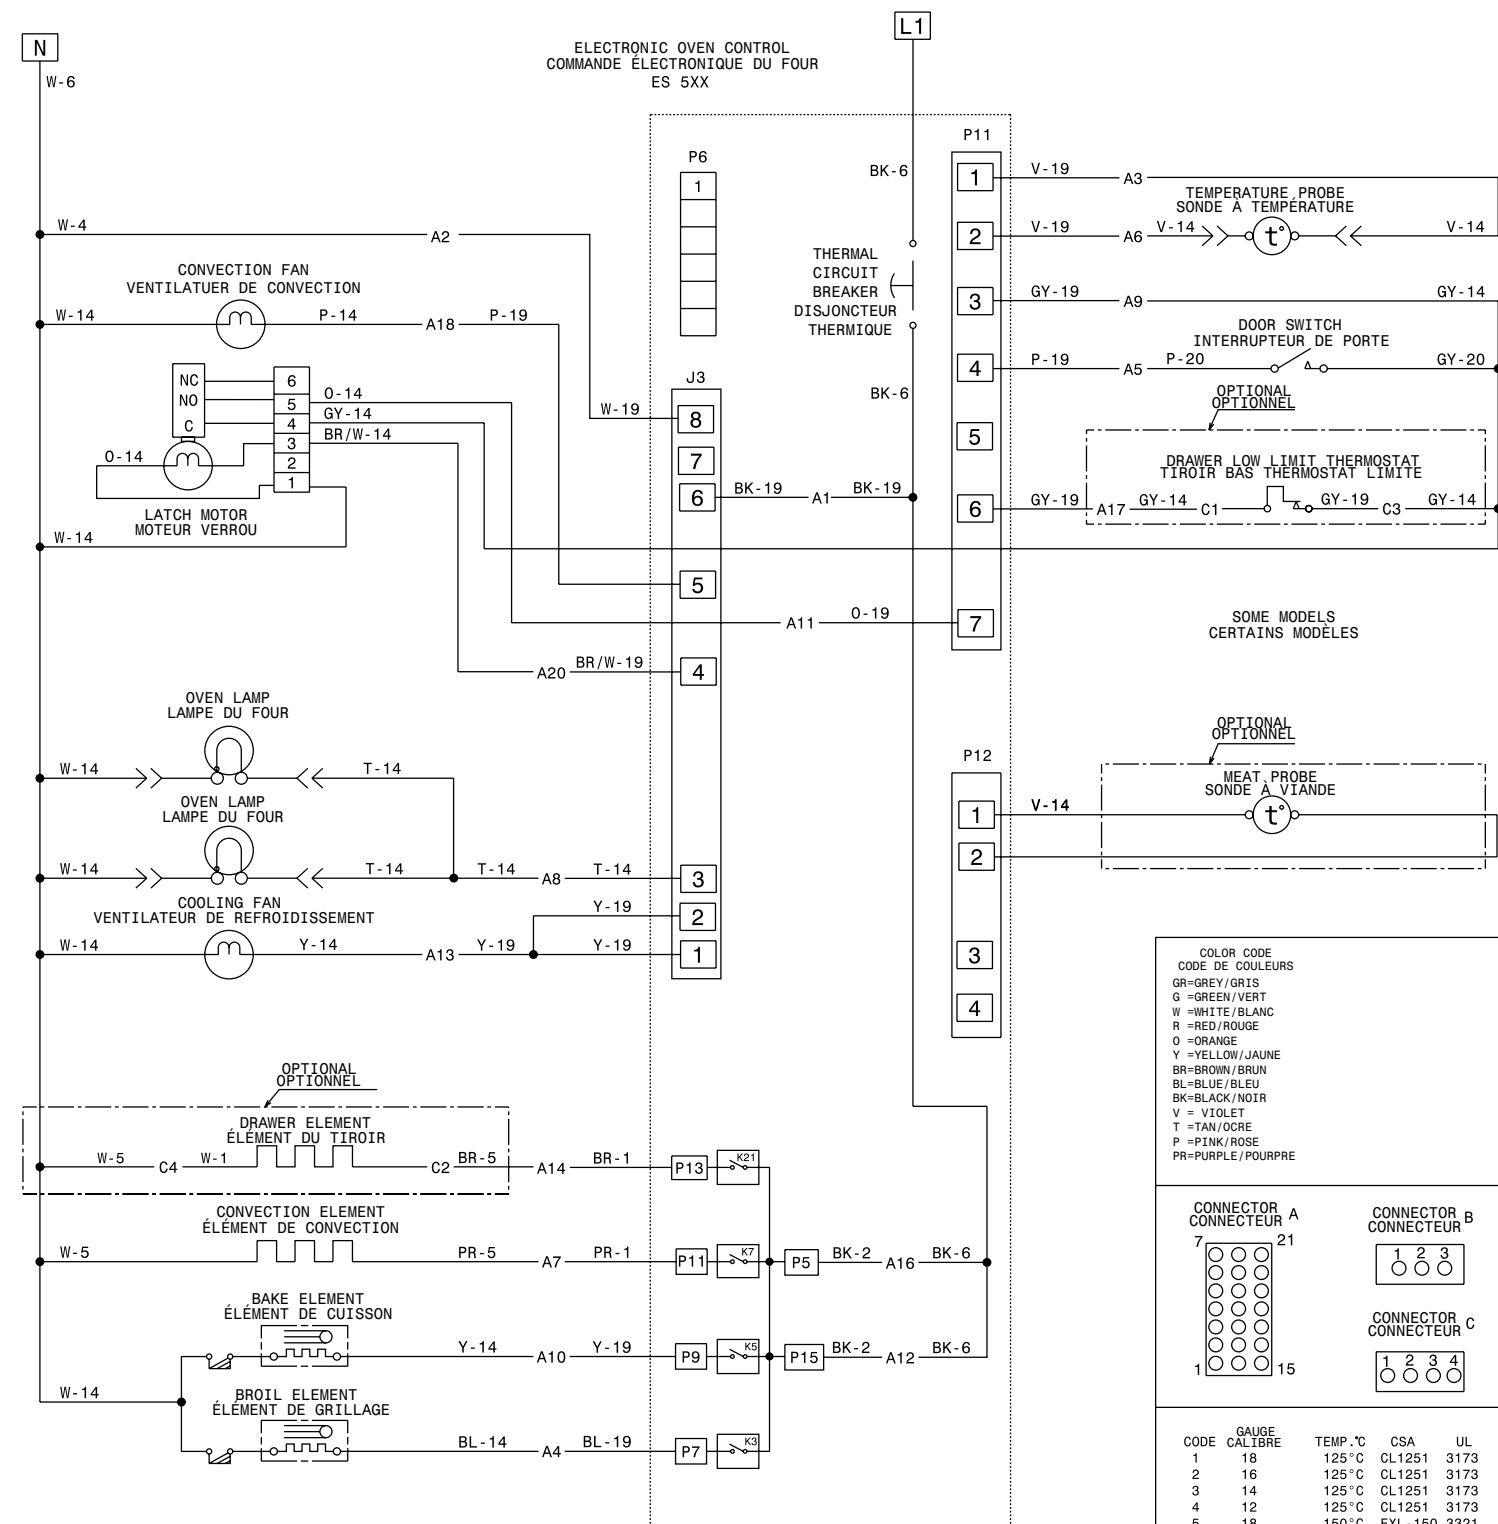 L1
N
W-6
ELECTRONIC OVEN CONTROL
COMMANDE ÉLECTRONIQUE DU FOUR
ES 5XX
P6
1
BK-6
THERMAL
CIRCUIT
BREAKER
DISJONCTEUR
THERMIQUE
BK-6
P11
1
2
3
4
5
6
7
V-19 A3
TEMPERATURE PROBE
SONDE À TEMPÉRATURE
V-19 A6 V-14 t° V-14
GY-19 A9 GY-14
DOOR SWITCH
INTERRUPTEUR DE PORTE
P-19 A5 P-20 GY-20
OPTIONAL
OPTIONNEL
DRAWER LOW LIMIT THERMOSTAT
TIROIR BAS THERMOSTAT LIMITE
GY-19 A17 GY-14 C1 GY-19 C3 GY-14
W-4 A2
CONVECTION FAN
VENTILATUER DE CONVECTION
W-14 P-14 A18 P-19
NC 6
NO 5 O-14
C 4 GY-14
3 BR/W-14
2
1
O-14
LATCH MOTOR
MOTEUR VERROU
W-14
J3
W-19 8
7
6 BK-19 A1 BK-19
5
A11 O-19
A20 BR/W-19 4
SOME MODELS
CERTAINS MODÈLES
OVEN LAMP
LAMPE DU FOUR
W-14 T-14
OVEN LAMP
LAMPE DU FOUR
W-14 T-14 T-14 A8 T-14 3
COOLING FAN
VENTILATEUR DE REFROIDISSEMENT
Y-19 2
W-14 Y-14 A13 Y-19 Y-19 1
OPTIONAL
OPTIONNEL
P12
MEAT PROBE
SONDE À VIANDE
1 V-14 t°
2
3
4
OPTIONAL
OPTIONNEL
DRAWER ELEMENT
ÉLÉMENT DU TIROIR
W-5 C4 W-1 C2 BR-5 A14 BR-1 P13 K21
CONVECTION ELEMENT
ÉLÉMENT DE CONVECTION
W-5 PR-5 A7 PR-1 P11 K7 P5 BK-2 A16 BK-6
BAKE ELEMENT
ÉLÉMENT DE CUISSON
Y-14 A10 Y-19 P9 K5 P15 BK-2 A12 BK-6
W-14
BROIL ELEMENT
ÉLÉMENT DE GRILLAGE
BL-14 A4 BL-19 P7 K3
COLOR CODE
CODE DE COULEURS
GR=GREY/GRIS
G =GREEN/VERT
W =WHITE/BLANC
R =RED/ROUGE
O =ORANGE
Y =YELLOW/JAUNE
BR=BROWN/BRUN
BL=BLUE/BLEU
BK=BLACK/NOIR
V = VIOLET
T =TAN/OCRE
P =PINK/ROSE
PR=PURPLE/POURPRE
CONNECTOR A
CONNECTEUR
7 21
1 15
CONNECTOR B
CONNECTEUR
1 2 3
CONNECTOR C
CONNECTEUR
1 2 3 4
GAUGE
CODE CALIBRE TEMP.°C CSA UL
1 18 125°C CL1251 3173
2 16 125°C CL1251 3173
3 14 125°C CL1251 3173
4 12 125°C CL1251 3173
5 18 150°C EXL-150 3321